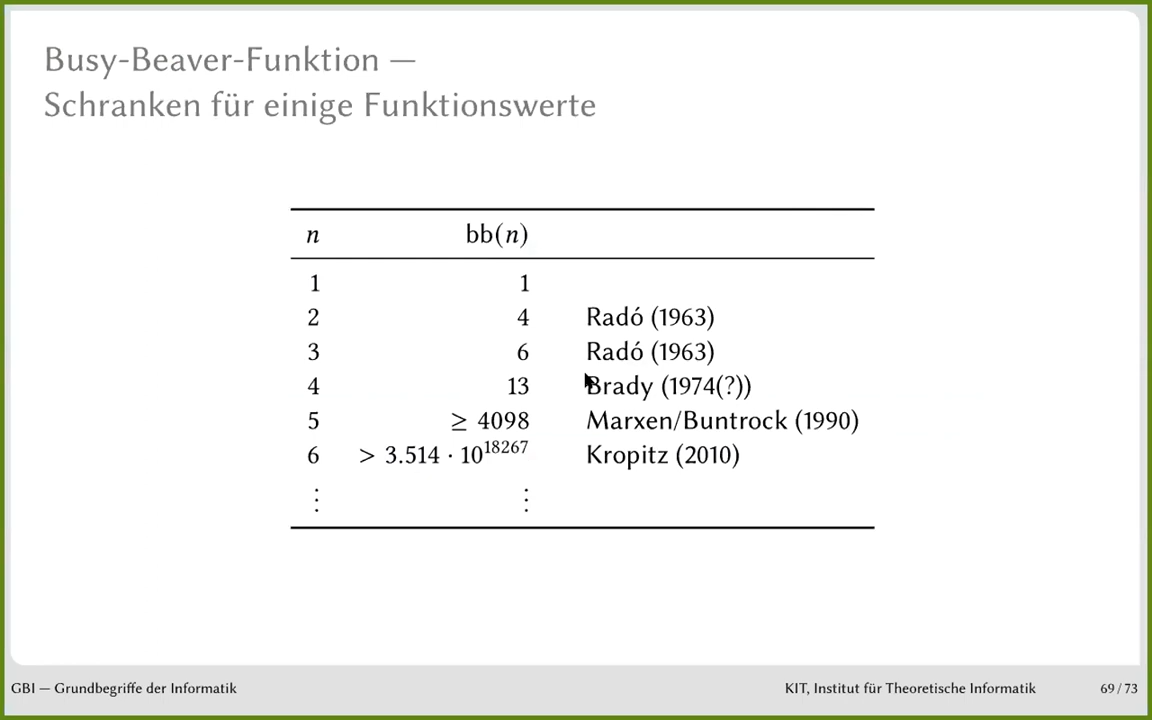 Busy-Beaver-Funktion —
Schranken für einige Funktionswerte
n bb(n)
1 1
2 4 Radó (1963)
3 6 Radó (1963)
4 13 Brady (1974(?))
5 ≥ 4098 Marxen/Buntrock (1990)
6 > 3.514 · 10^18267 Kropitz (2010)
⋮ ⋮
GBI — Grundbegriffe der Informatik KIT, Institut für Theoretische Informatik 69 / 73